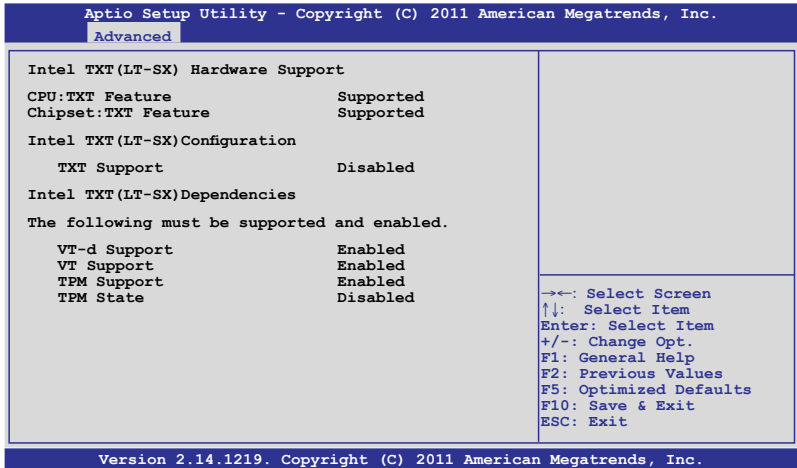 Aptio Setup Utility - Copyright (C) 2011 American Megatrends, Inc.
Advanced
Intel TXT(LT-SX) Hardware Support
CPU:TXT Feature Supported
Chipset:TXT Feature Supported
Intel TXT(LT-SX)Configuration
TXT Support Disabled
Intel TXT(LT-SX)Dependencies
The following must be supported and enabled.
VT-d Support Enabled
VT Support Enabled
TPM Support Enabled
TPM State Disabled
→←: Select Screen
↑↓: Select Item
Enter: Select Item
+/-: Change Opt.
F1: General Help
F2: Previous Values
F5: Optimized Defaults
F10: Save & Exit
ESC: Exit
Version 2.14.1219. Copyright (C) 2011 American Megatrends, Inc.